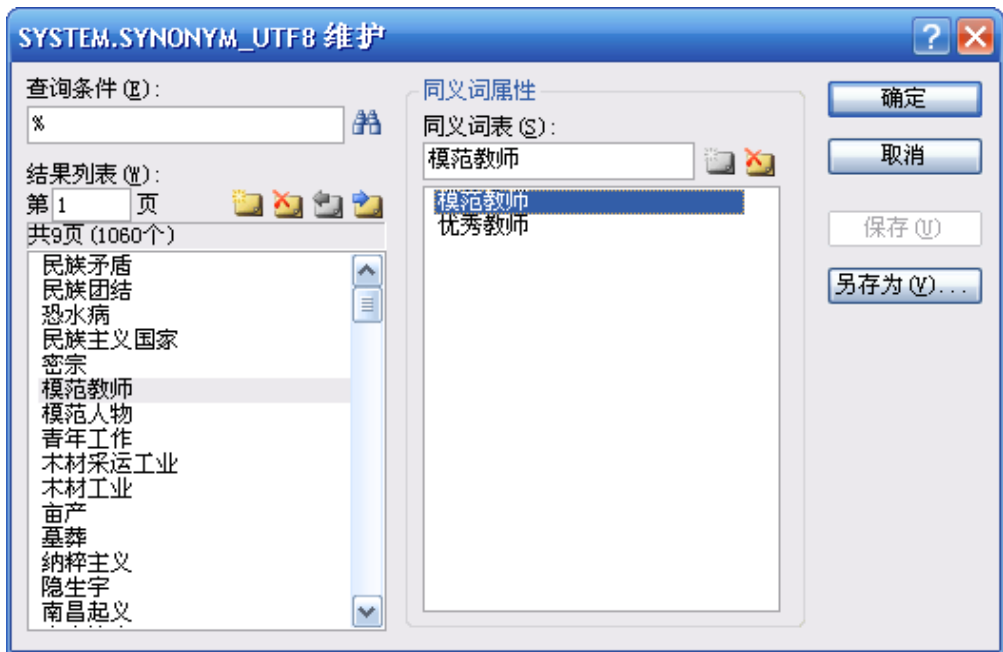 SYSTEM.SYNONYM_UTF8 维护
查询条件(E):
%
结果列表(W):
第 1 页
共9页(1060个)
民族矛盾
民族团结
恐水病
民族主义国家
密宗
模范教师
模范人物
青年工作
木材采运工业
木材工业
亩产
墓葬
纳粹主义
隐生宇
南昌起义
同义词属性
同义词表(S):
模范教师
模范教师
优秀教师
确定
取消
保存(U)
另存为(V)...